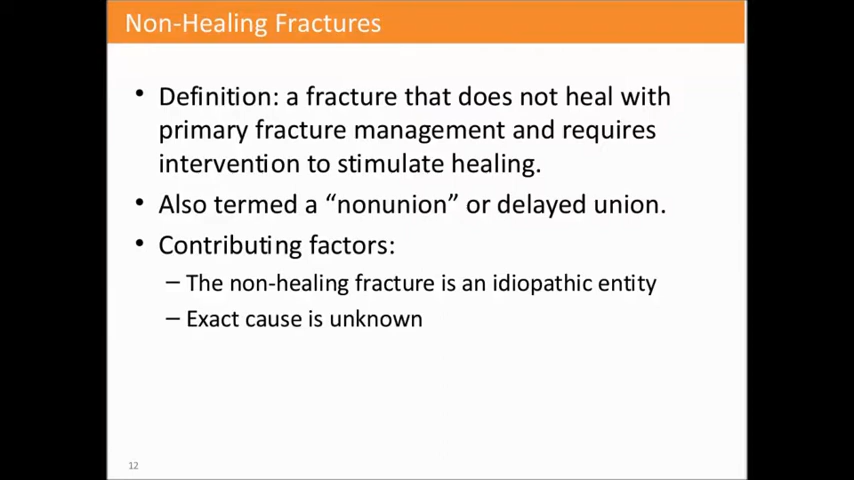 Non-Healing Fractures
• Definition: a fracture that does not heal with
primary fracture management and requires
intervention to stimulate healing.
• Also termed a “nonunion” or delayed union.
• Contributing factors:
– The non-healing fracture is an idiopathic entity
– Exact cause is unknown
12